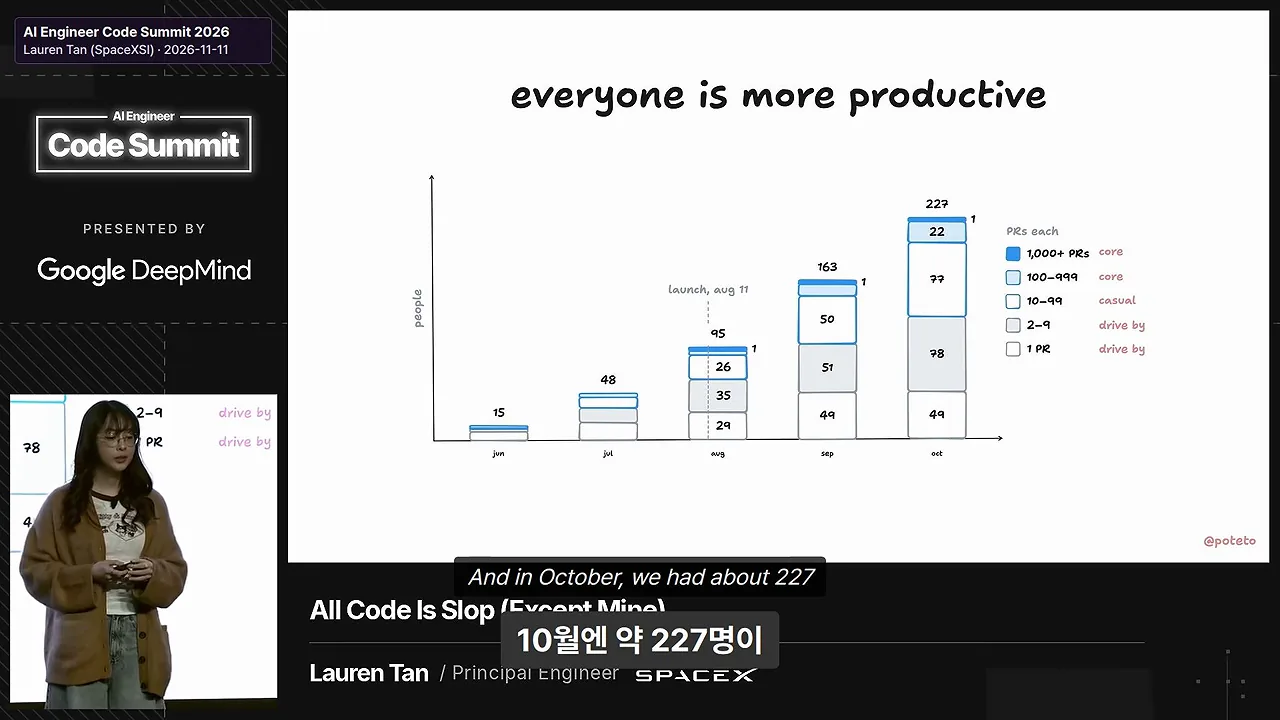 AI Engineer Code Summit 2026
Lauren Tan (SpaceXSI) · 2026-11-11
AI Engineer
Code Summit
PRESENTED BY
Google DeepMind
everyone is more productive
people
launch, aug 11
15
48
95
1
26
35
29
163
1
50
51
49
227
1
22
77
78
49
jun
jul
aug
sep
oct
PRs each
1,000+ PRs core
100-999 core
10-99 casual
2-9 drive by
1 PR drive by
@poteto
2-9 drive by
PR drive by
78
4
And in October, we had about 227
All Code Is Slop (Except Mine)
10월엔 약 227명이
Lauren Tan / Principal Engineer SPACEX